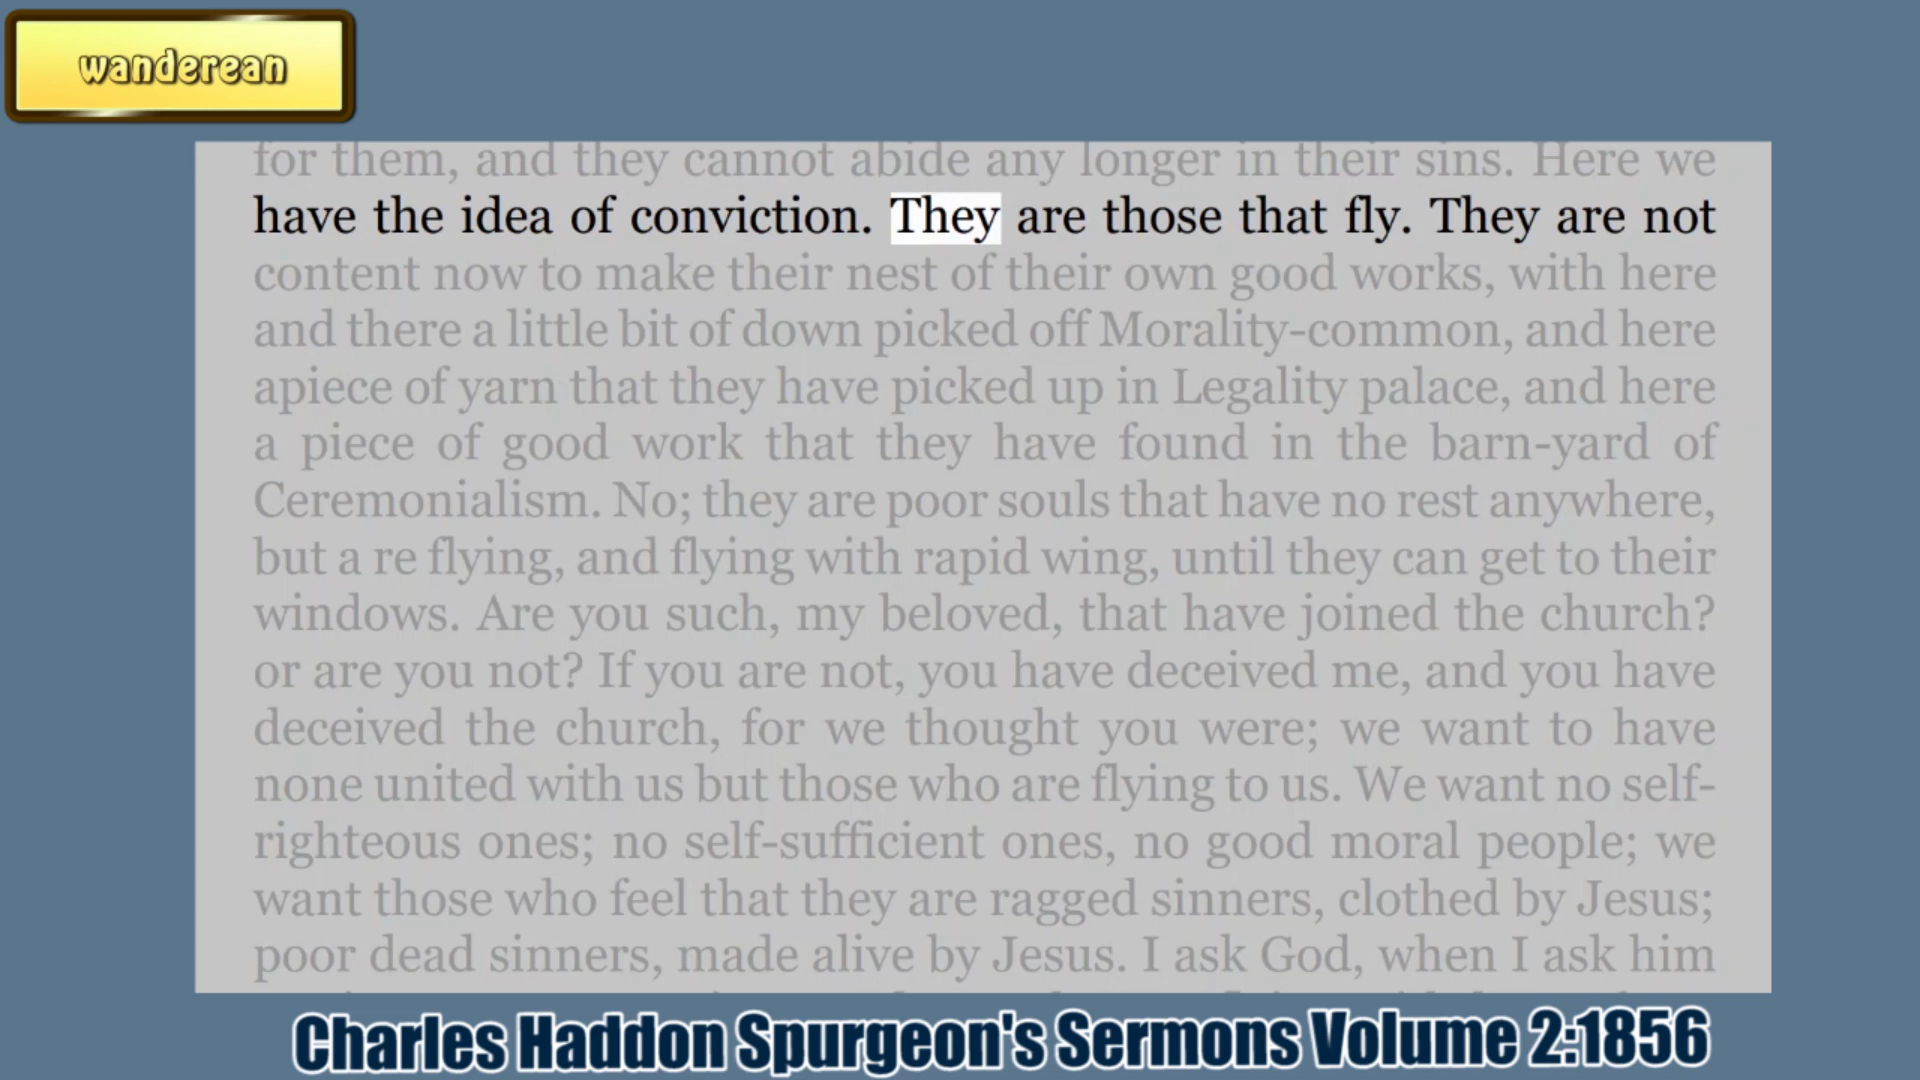 wanderean
for them, and they cannot abide any longer in their sins. Here we
have the idea of conviction. They are those that fly. They are not
content now to make their nest of their own good works, with here
and there a little bit of down picked off Morality-common, and here
apiece of yarn that they have picked up in Legality palace, and here
a piece of good work that they have found in the barn-yard of
Ceremonialism. No; they are poor souls that have no rest anywhere,
but a re flying, and flying with rapid wing, until they can get to their
windows. Are you such, my beloved, that have joined the church?
or are you not? If you are not, you have deceived me, and you have
deceived the church, for we thought you were; we want to have
none united with us but those who are flying to us. We want no self-
righteous ones; no self-sufficient ones, no good moral people; we
want those who feel that they are ragged sinners, clothed by Jesus;
poor dead sinners, made alive by Jesus. I ask God, when I ask him
Charles Haddon Spurgeon's Sermons Volume 2:1856